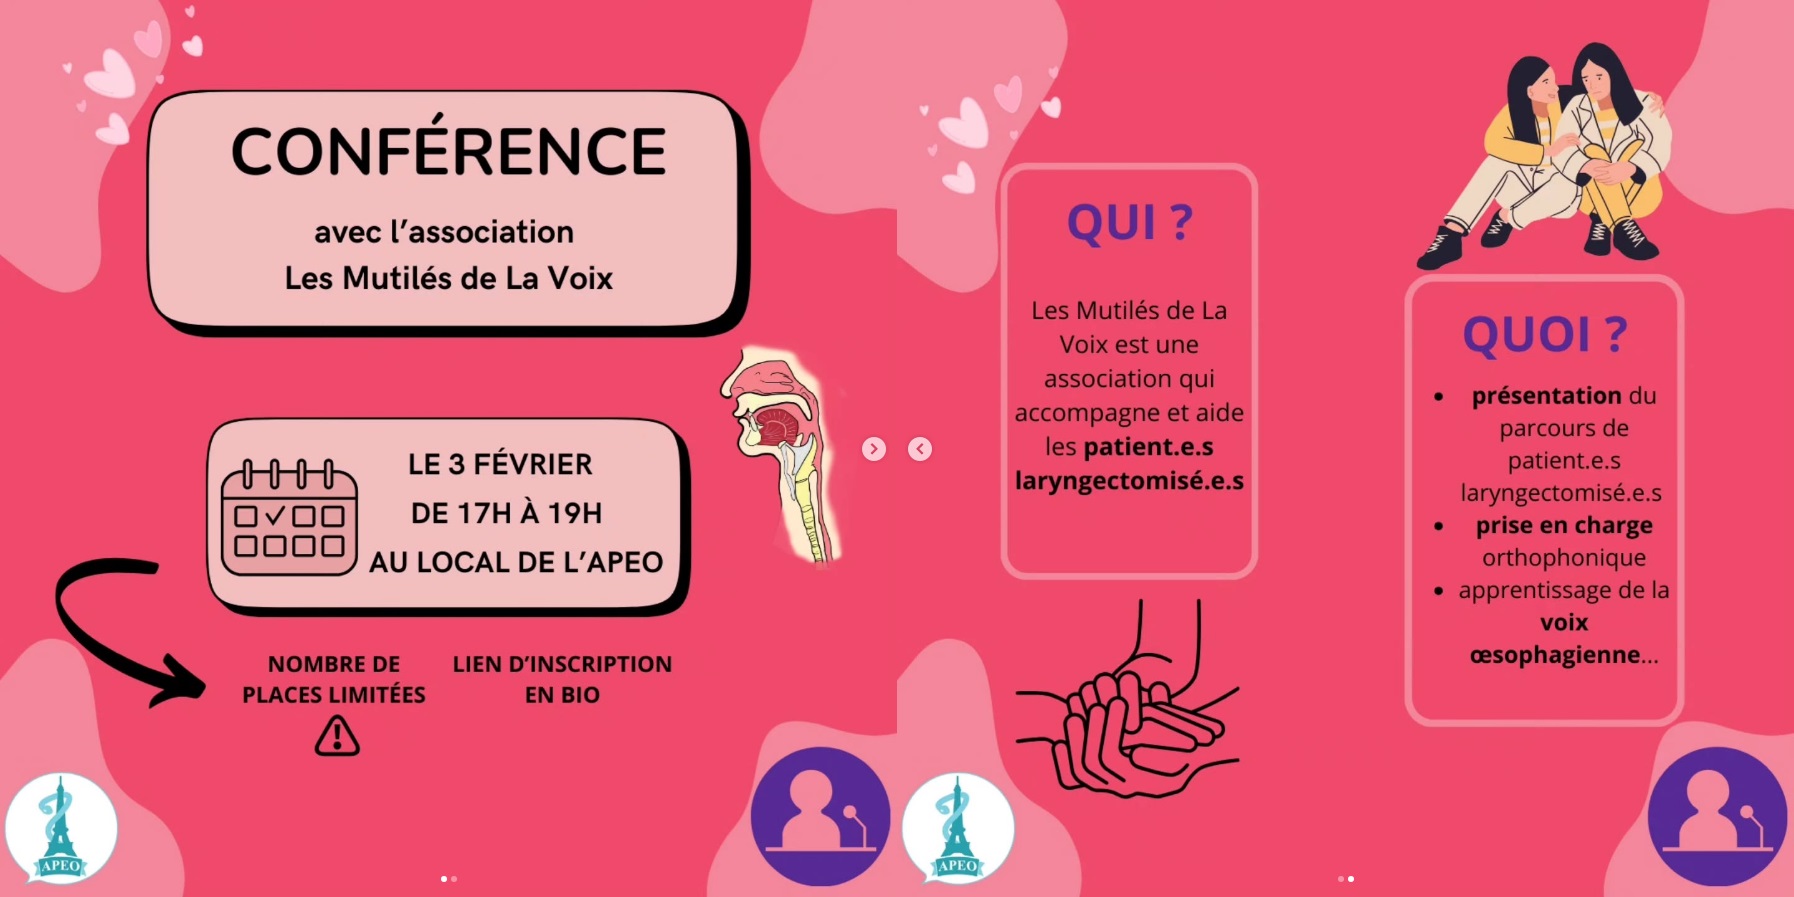 CONFÉRENCE
avec l’association
Les Mutilés de La Voix
LE 3 FÉVRIER
DE 17H À 19H
AU LOCAL DE L’APEO
NOMBRE DE
PLACES LIMITÉES
LIEN D’INSCRIPTION
EN BIO
APEO
QUI ?
Les Mutilés de La
Voix est une
association qui
accompagne et aide
les patient.e.s
laryngectomisé.e.s
QUOI ?
présentation du
parcours de
patient.e.s
laryngectomisé.e.s
prise en charge
orthophonique
apprentissage de la
voix
œsophagienne...
APEO